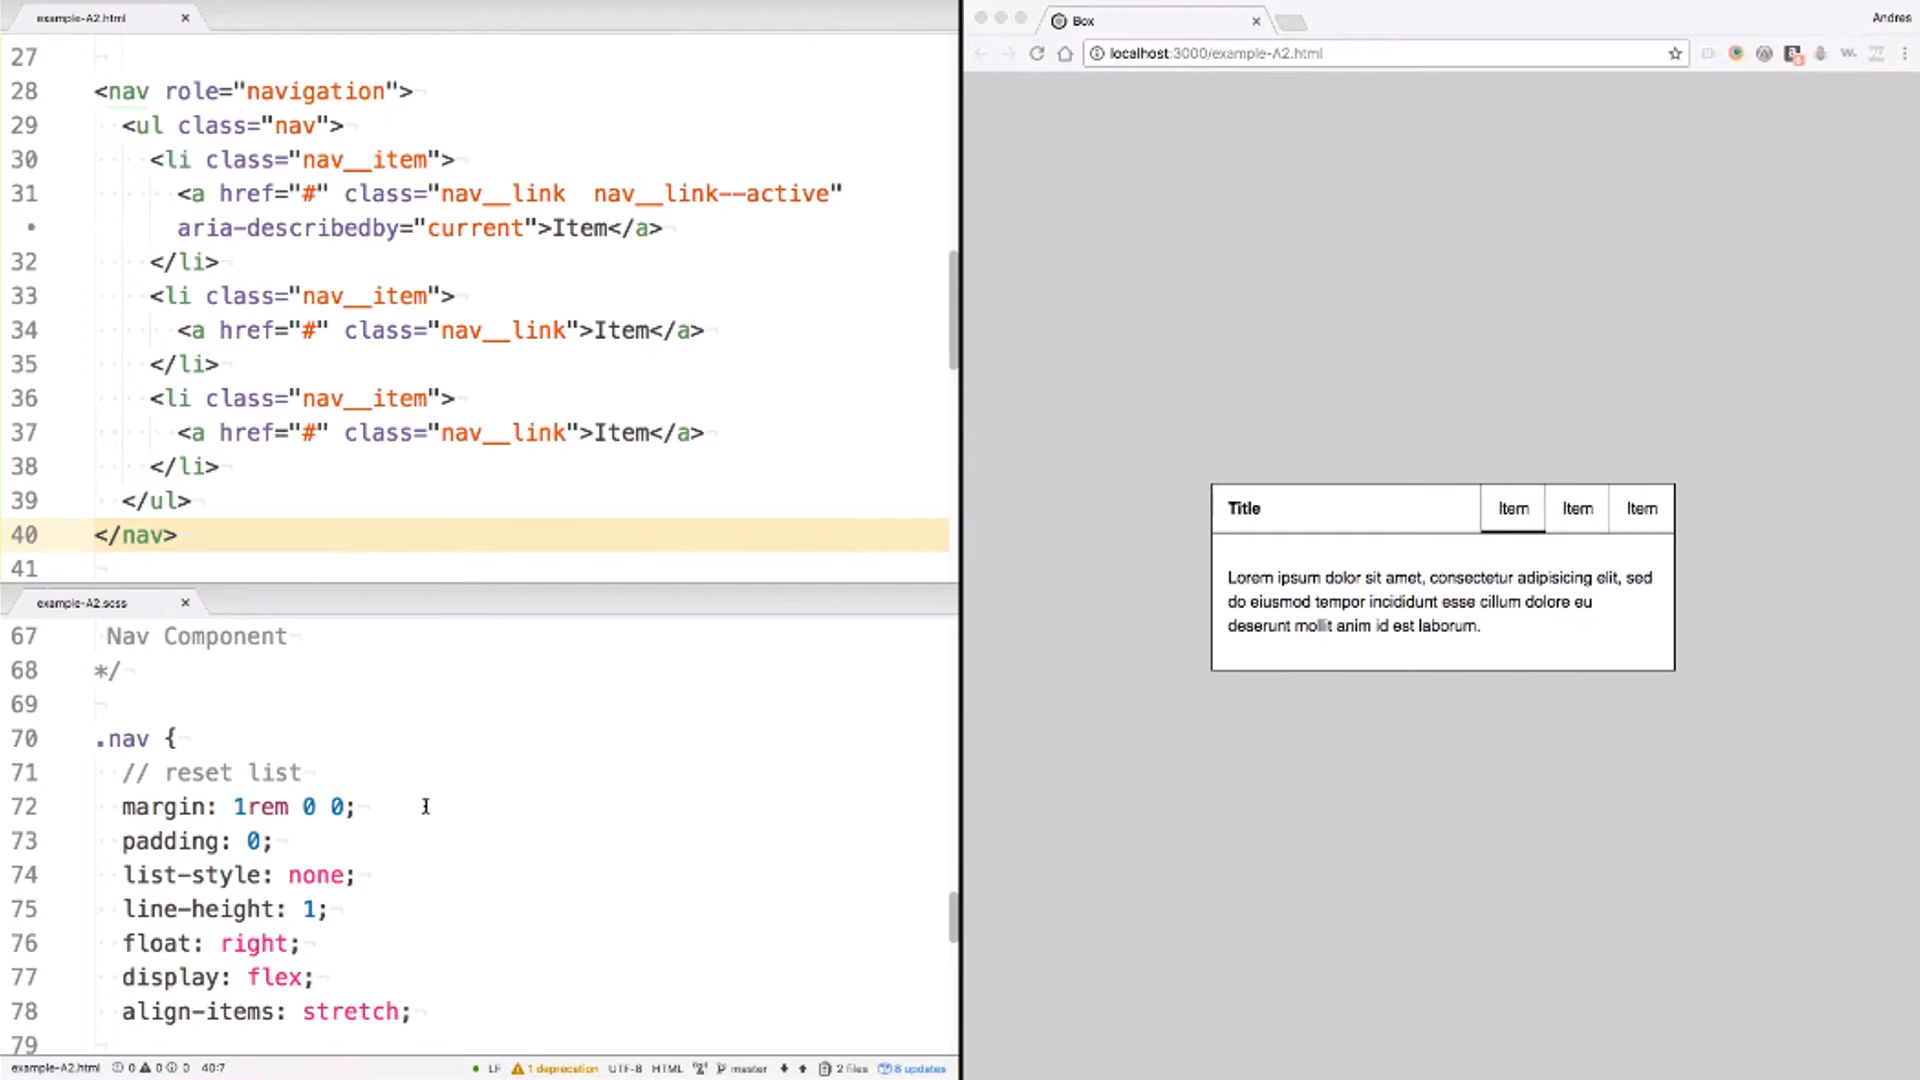 example-A2.html
27
28 <nav role="navigation">
29 <ul class="nav">
30 <li class="nav__item">
31 <a href="#" class="nav__link  nav__link--active"
• aria-describedby="current">Item</a>
32 </li>
33 <li class="nav__item">
34 <a href="#" class="nav__link">Item</a>
35 </li>
36 <li class="nav__item">
37 <a href="#" class="nav__link">Item</a>
38 </li>
39 </ul>
40 </nav>
41
example-A2.scss
67 Nav Component
68 */
69
70 .nav {
71 // reset list
72 margin: 1rem 0 0;
73 padding: 0;
74 list-style: none;
75 line-height: 1;
76 float: right;
77 display: flex;
78 align-items: stretch;
79
example-A2.html 0 0 0 40:7 LF 1 deprecation UTF-8 HTML master 2 files 8 updates
Box Andres
localhost:3000/example-A2.html
Title Item Item Item
Lorem ipsum dolor sit amet, consectetur adipisicing elit, sed
do eiusmod tempor incididunt esse cillum dolore eu
deserunt mollit anim id est laborum.